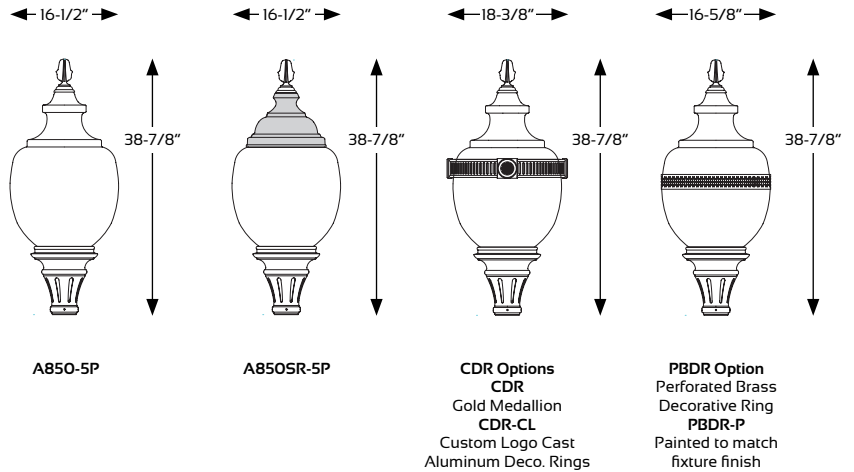 16-1/2”
16-1/2”
18-3/8”
16-5/8”
38-7/8”
38-7/8”
38-7/8”
38-7/8”
A850-5P
A850SR-5P
CDR Options
CDR
Gold Medallion
CDR-CL
Custom Logo Cast
Aluminum Deco. Rings
PBDR Option
Perforated Brass
Decorative Ring
PBDR-P
Painted to match
fixture finish